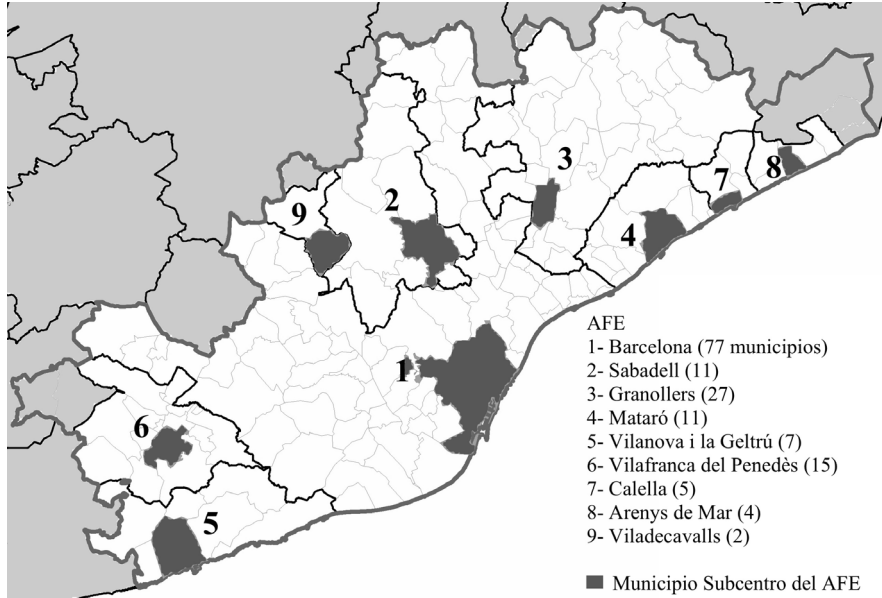 3
8
7
9
2
4
AFE
1
1- Barcelona (77 municipios)
2- Sabadell (11)
3- Granollers (27)
4- Mataró (11)
6
5- Vilanova i la Geltrú (7)
6- Vilafranca del Penedès (15)
7- Calella (5)
5
8- Arenys de Mar (4)
9- Viladecavalls (2)
Municipio Subcentro del AFE